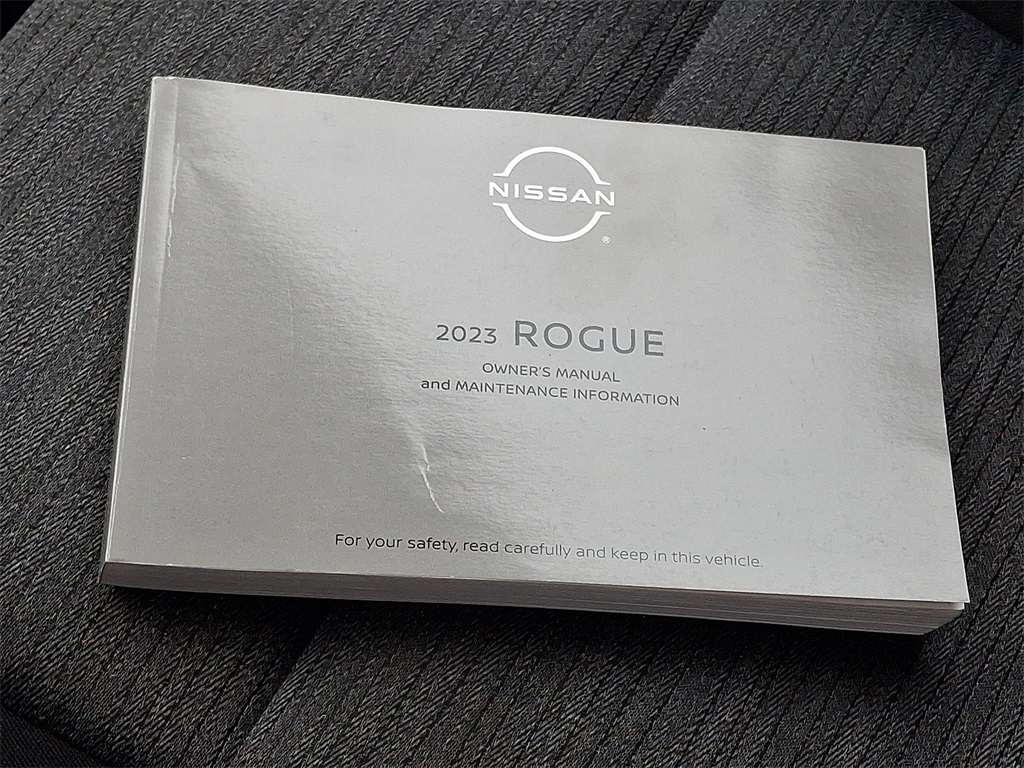 NISSAN
®
2023 ROGUE
OWNER'S MANUAL
and MAINTENANCE INFORMATION
For your safety, read carefully and keep in this vehicle.